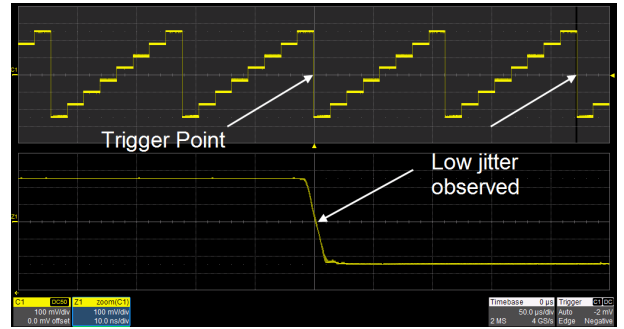 C1
Trigger Point
Low jitter
observed
Z1
C1 DC50
100 mV/div
0.0 mV offset
Z1 zoom(C1)
100 mV/div
10.0 ns/div
Timebase 0 µs
50.0 µs/div
2 MS 4 GS/s
Trigger C1 DC
Auto -2 mV
Edge Negative